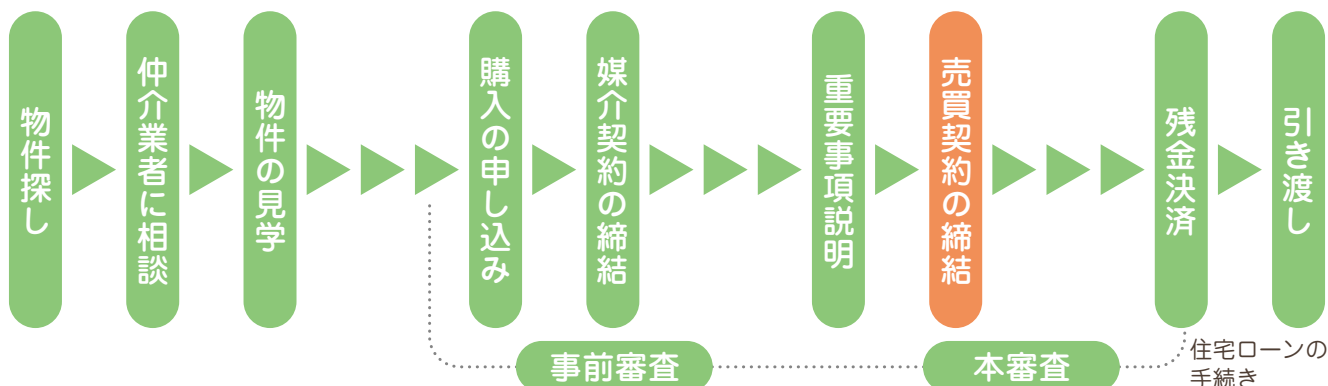 物件探し
仲介業者に相談
物件の見学
購入の申し込み
媒介契約の締結
重要事項説明
売買契約の締結
残金決済
引き渡し
事前審査
本審査
住宅ローンの
手続き